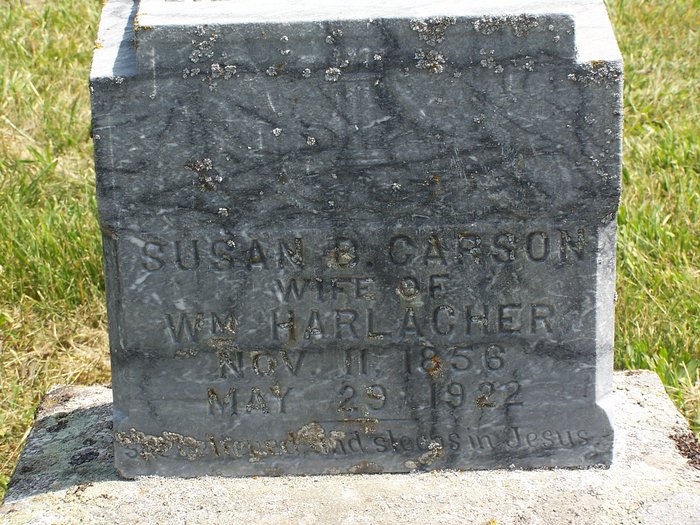 SUSAN B. CARSON
WIFE OF
WM HARLACHER
NOV. 11. 1856
MAY 29. 1922
and sleeps in Jesus.